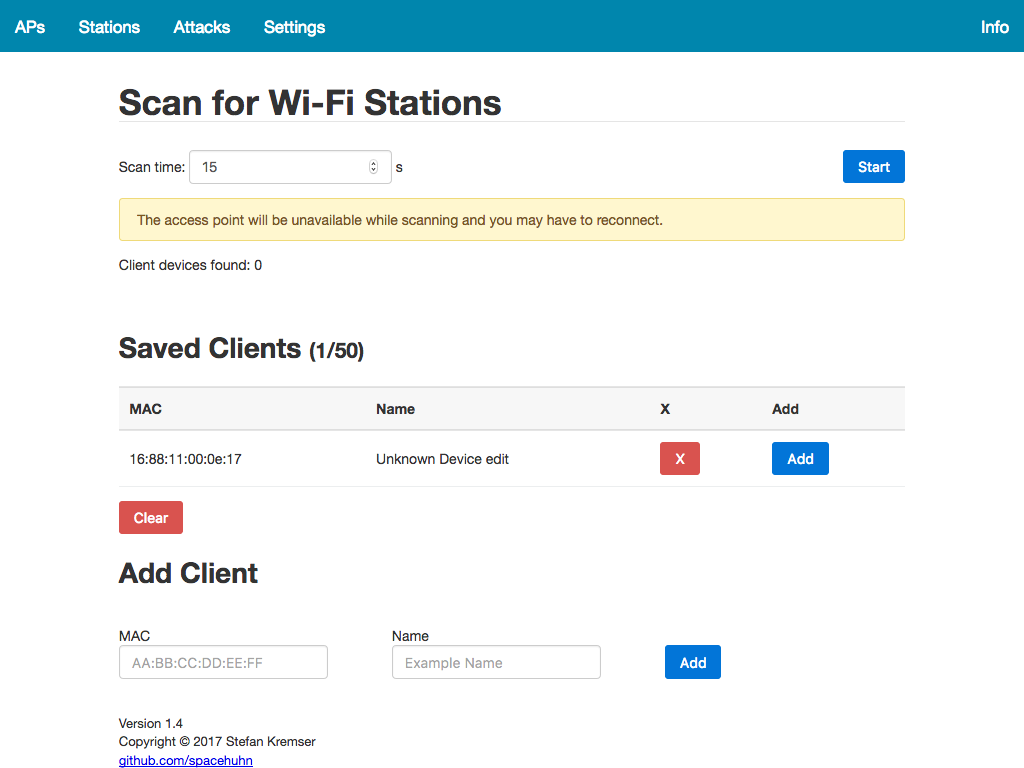 APs Stations Attacks Settings Info
Scan for Wi-Fi Stations
Scan time: 15 s Start
The access point will be unavailable while scanning and you may have to reconnect.
Client devices found: 0
Saved Clients (1/50)
MAC Name X Add
16:88:11:00:0e:17 Unknown Device edit X Add
Clear
Add Client
MAC Name
AA:BB:CC:DD:EE:FF Example Name Add
Version 1.4
Copyright © 2017 Stefan Kremser
github.com/spacehuhn